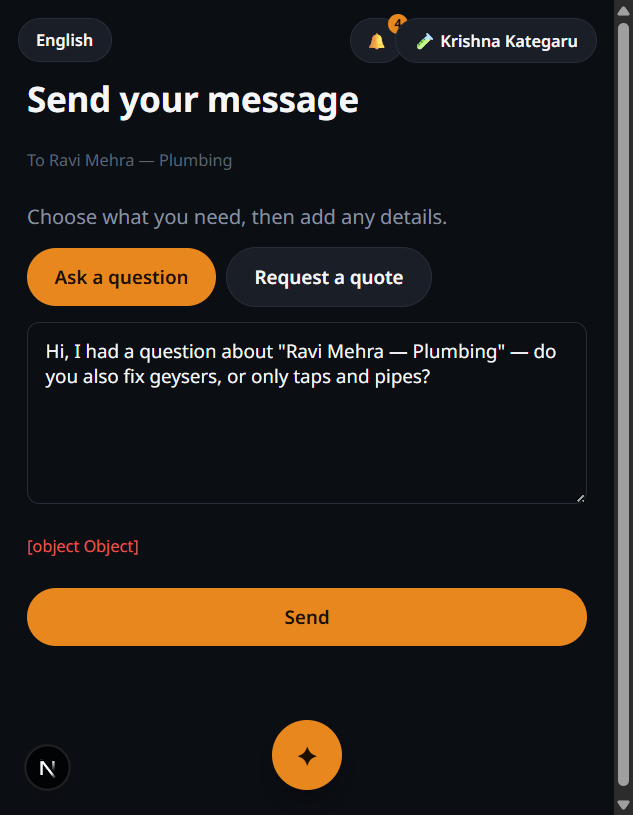 English
4
Krishna Kategaru
Send your message
To Ravi Mehra — Plumbing
Choose what you need, then add any details.
Ask a question
Request a quote
Hi, I had a question about "Ravi Mehra — Plumbing" — do
you also fix geysers, or only taps and pipes?
[object Object]
Send
N